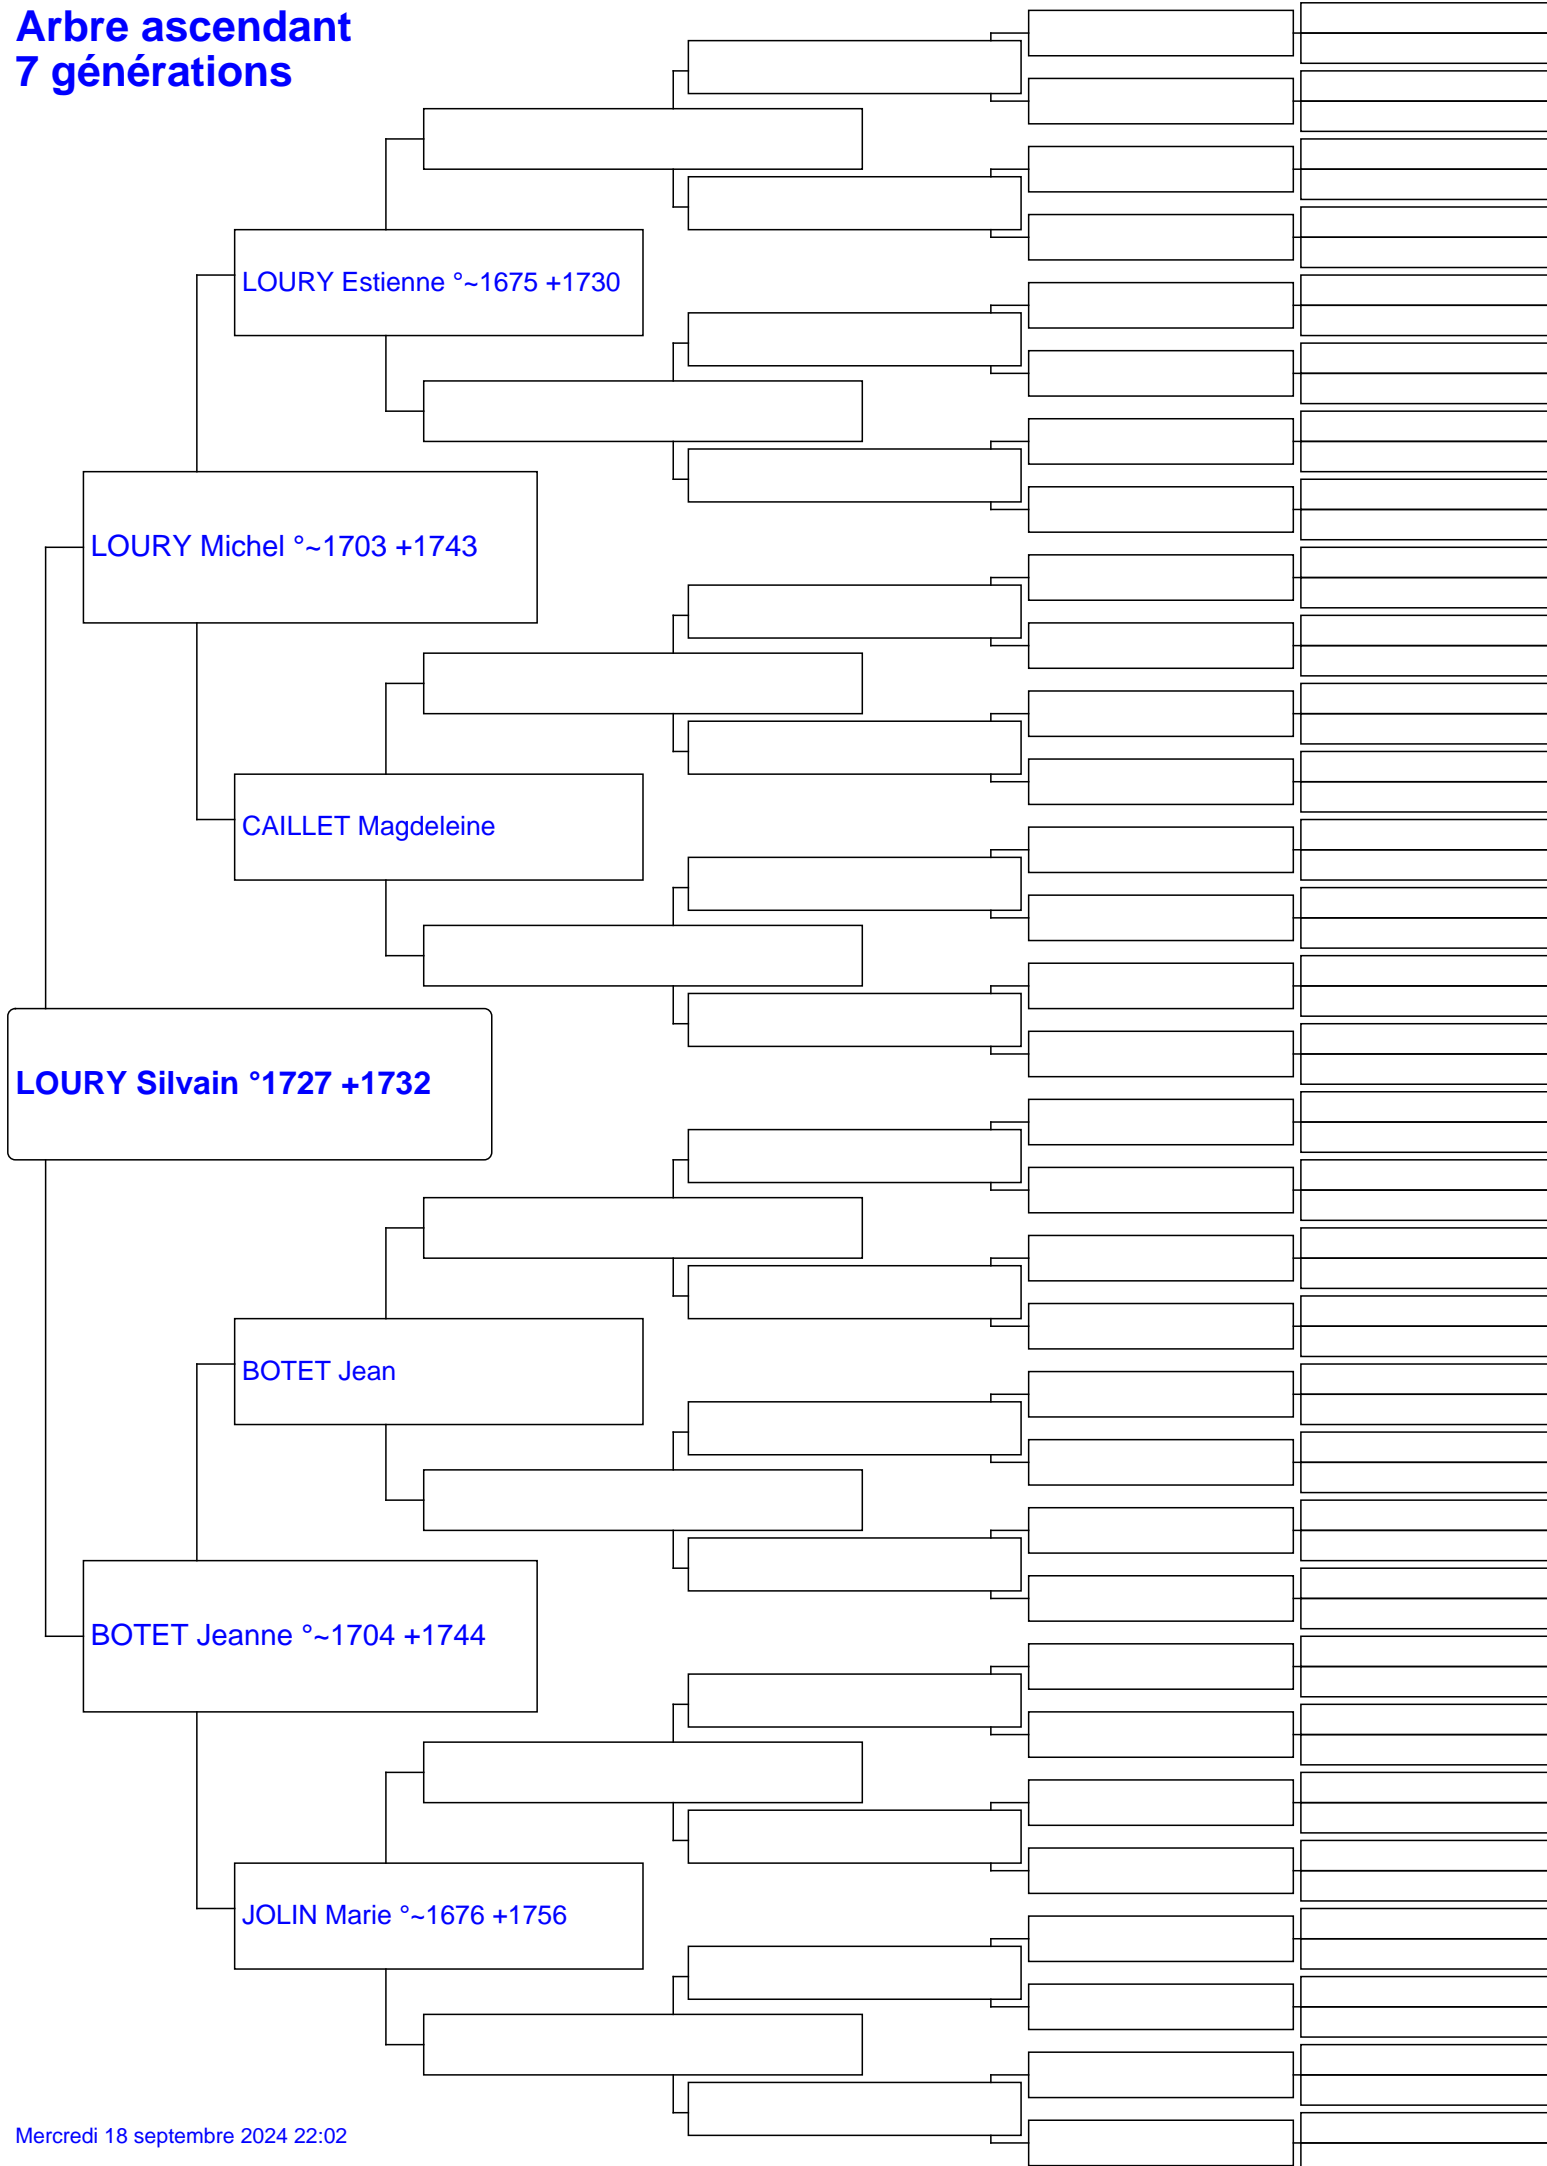 Arbre ascendant
7 générations
LOURY Estienne °~1675 +1730
LOURY Michel °~1703 +1743
CAILLET Magdeleine
LOURY Silvain °1727 +1732
BOTET Jean
BOTET Jeanne °~1704 +1744
JOLIN Marie °~1676 +1756
Mercredi 18 septembre 2024 22:02